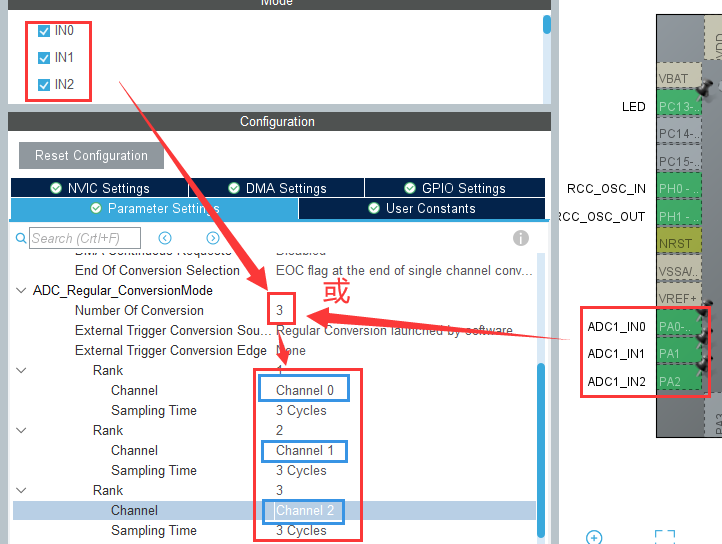 Mode
IN0
IN1
IN2
Configuration
Reset Configuration
NVIC Settings
DMA Settings
GPIO Settings
Parameter Settings
User Constants
Search (Crtl+F)
DMA Continuous Requests Disabled
End Of Conversion Selection EOC flag at the end of single channel conv...
ADC_Regular_ConversionMode
Number Of Conversion 3
External Trigger Conversion Sou... Regular Conversion launched by software
External Trigger Conversion Edge None
Rank 1
Channel Channel 0
Sampling Time 3 Cycles
Rank 2
Channel Channel 1
Sampling Time 3 Cycles
Rank 3
Channel Channel 2
Sampling Time 3 Cycles
或
VDD
VBAT
LED PC13-..
PC14-..
PC15-..
RCC_OSC_IN PH0 -..
RCC_OSC_OUT PH1 -..
NRST
VSSA/..
VREF+
ADC1_IN0 PA0-..
ADC1_IN1 PA1
ADC1_IN2 PA2
PA3